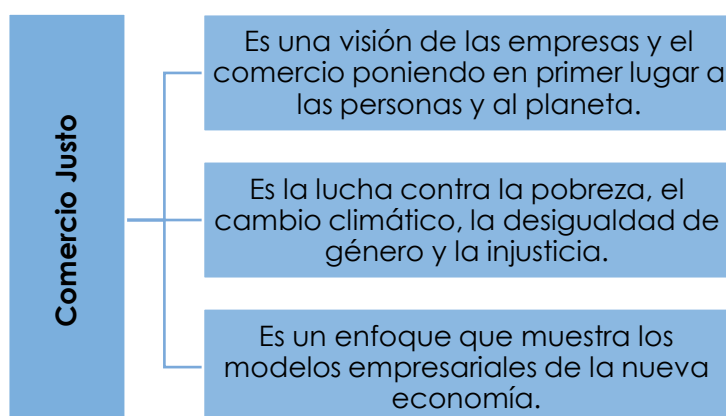 Comercio Justo
Es una visión de las empresas y el
comercio poniendo en primer lugar a
las personas y al planeta.
Es la lucha contra la pobreza, el
cambio climático, la desigualdad de
género y la injusticia.
Es un enfoque que muestra los
modelos empresariales de la nueva
economía.